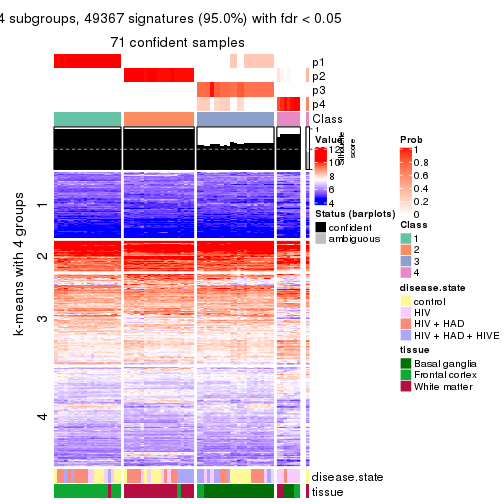 4 subgroups, 49367 signatures (95.0%) with fdr < 0.05
71 confident samples
p1
p2
p3
p4
Class
1
Silhouette
score
k-means with 4 groups
1
2
3
4
disease.state
tissue
Value
12
8
6
4
Status (barplots)
confident
ambiguous
Prob
1
0.8
0.6
0.4
0.2
0
Class
1
2
3
4
disease.state
control
HIV
HIV + HAD
HIV + HAD + HIVE
tissue
Basal ganglia
Frontal cortex
White matter